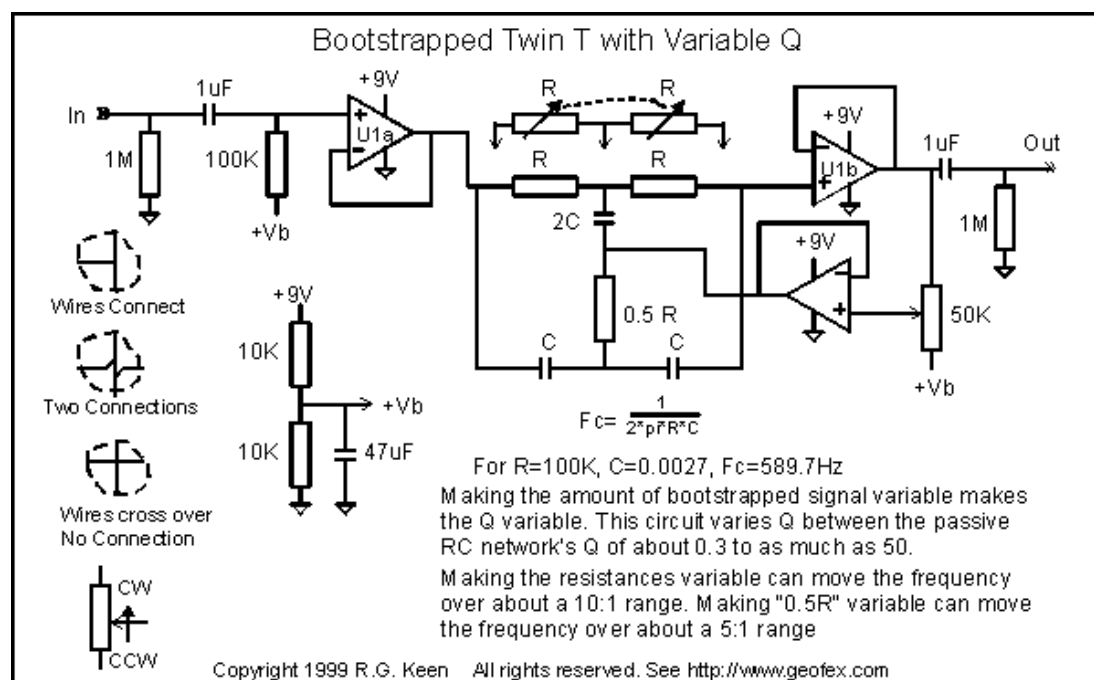 Bootstrapped Twin T with Variable Q
In
1uF
1M
100K
+Vb
+9V
U1a
R
R
R
R
2C
0.5 R
C
C
+9V
U1b
1uF
Out
1M
+9V
50K
+Vb
Wires Connect
Two Connections
Wires cross over
No Connection
CW
CCW
+9V
10K
+Vb
10K
47uF
Fc= 1
2*pi*R*C
For R=100K, C=0.0027, Fc=589.7Hz
Making the amount of bootstrapped signal variable makes
the Q variable. This circuit varies Q between the passive
RC network's Q of about 0.3 to as much as 50.
Making the resistances variable can move the frequency
over about a 10:1 range. Making "0.5R" variable can move
the frequency over about a 5:1 range
Copyright 1999 R.G. Keen All rights reserved. See http://www.geofex.com